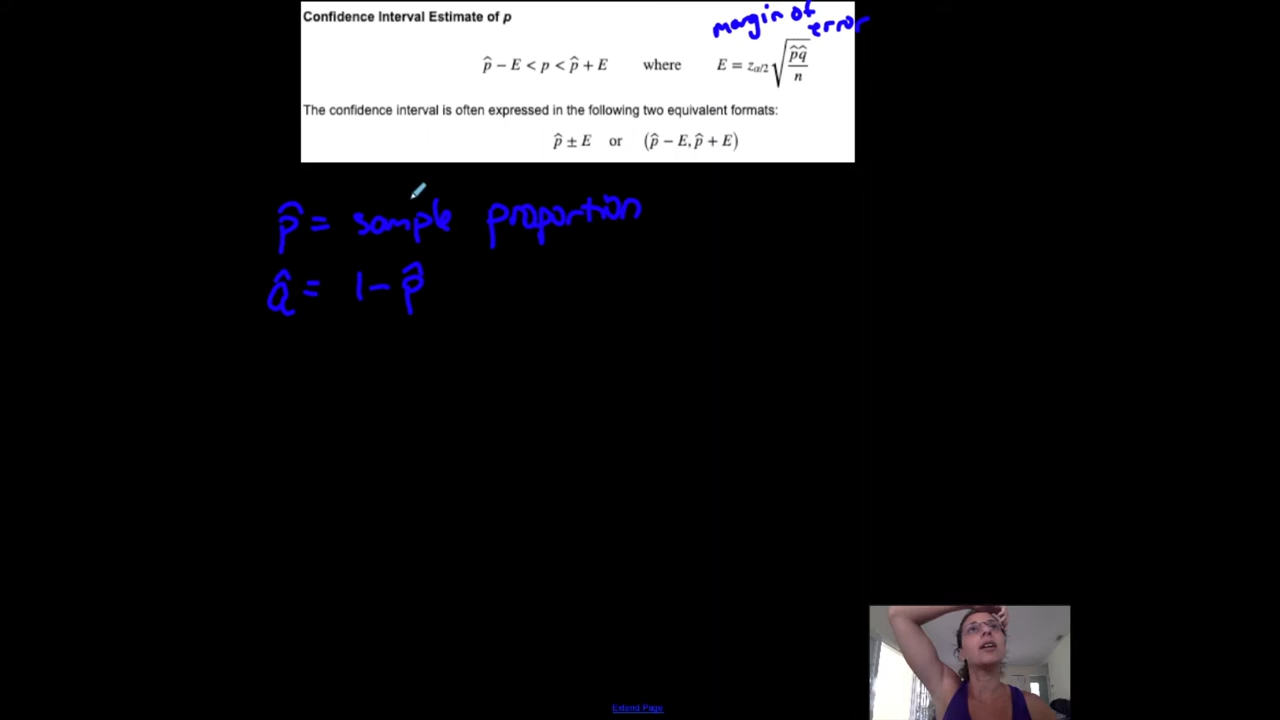 Confidence Interval Estimate of p
margin of error
p̂ − E < p < p̂ + E where E = z_{α/2} √(p̂q̂/n)
The confidence interval is often expressed in the following two equivalent formats:
p̂ ± E or (p̂ − E, p̂ + E)
p̂ = sample proportion
q̂ = 1 − p̂
Extend Page